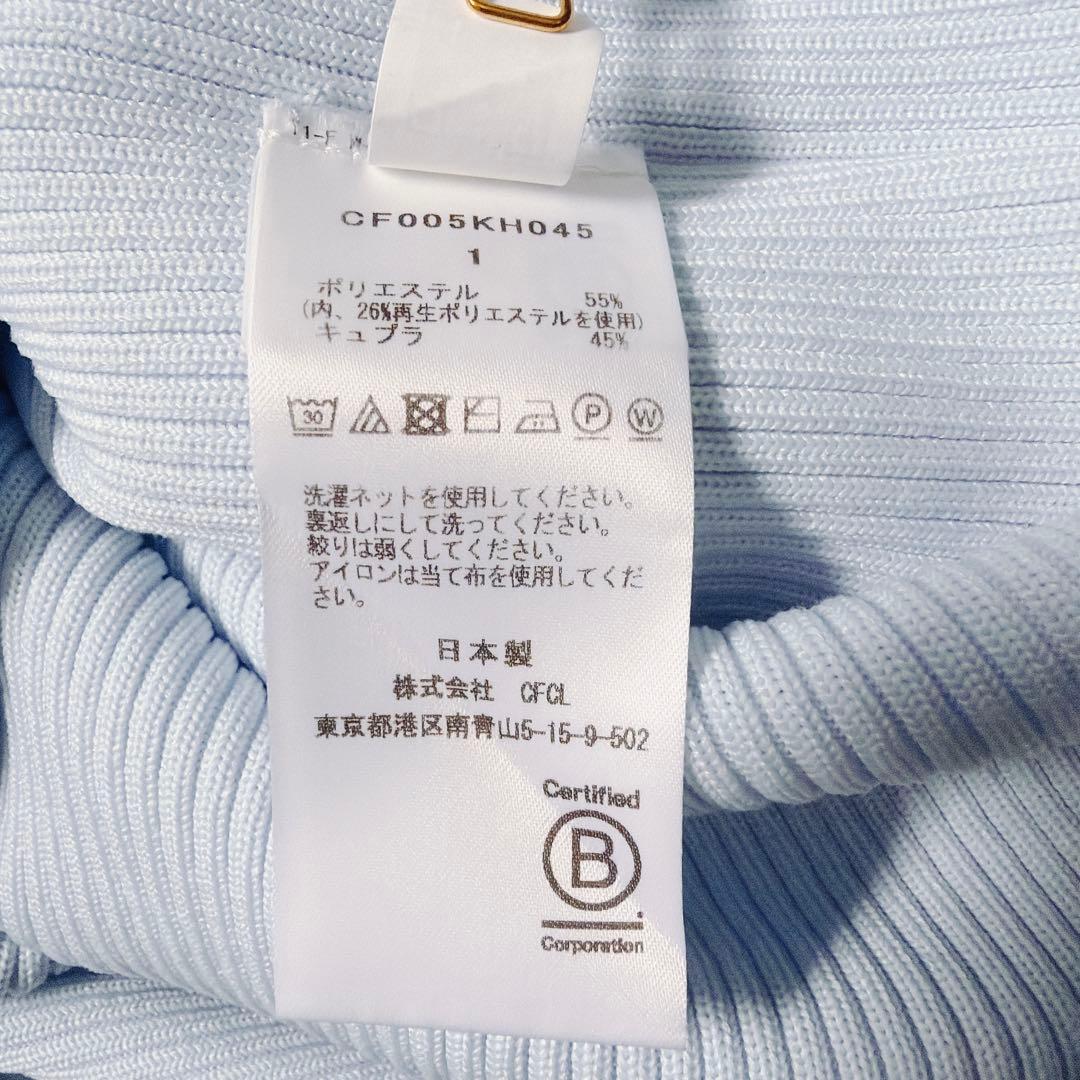 CF005KH045
1
ポリエステル 55%
(内、26%再生ポリエステルを使用)
キュプラ 45%
30 P W
洗濯ネットを使用してください。
裏返しにして洗ってください。
絞りは弱くしてください。
アイロンは当て布を使用してくだ
さい。
日本製
株式会社 CFCL
東京都港区南青山5-15-9-502
Certified
B
Corporation